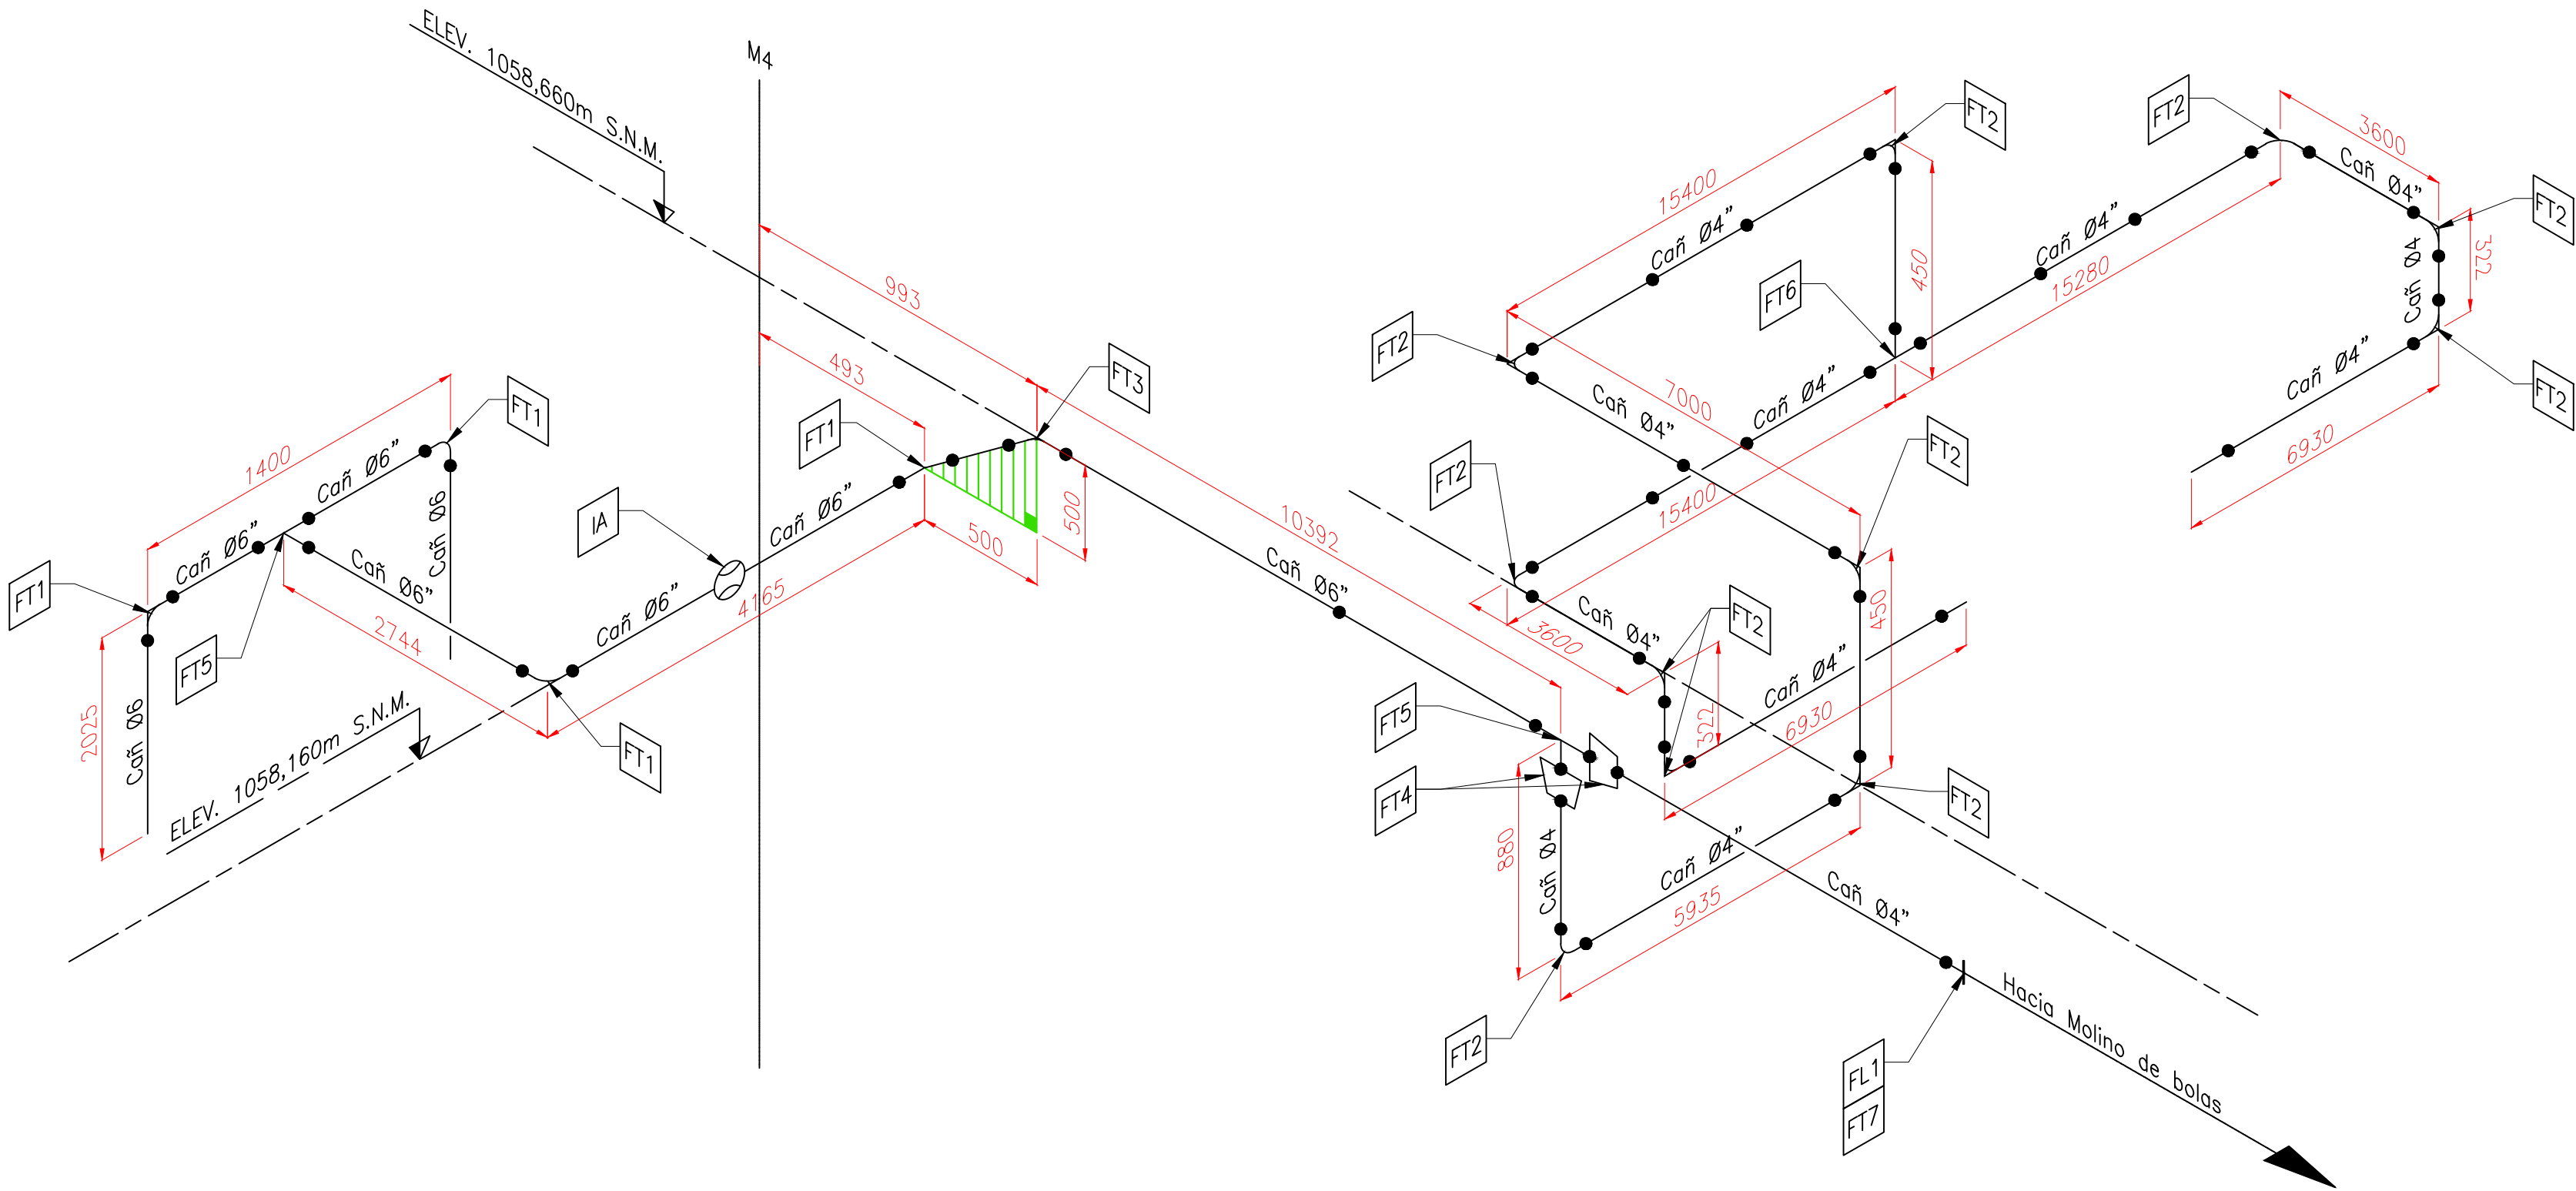 ELEV. 1058,660m S.N.M.
M4
993
493
FT3
FT1
1400
FT1
Cañ Ø6"
Cañ Ø6"
Cañ Ø6
FT1
FT5
Cañ Ø6"
2744
2025
Cañ Ø6
IA
Cañ Ø6"
Cañ Ø6"
4165
500
500
FT1
ELEV. 1058,160m S.N.M.
10392
Cañ Ø6"
15400
Cañ Ø4"
FT2
FT2
450
FT6
FT2
3600
Cañ Ø4"
FT2
Cañ Ø4"
15280
Cañ Ø4
322
FT2
Cañ Ø4"
6930
7000
Cañ Ø4"
Cañ Ø4"
FT2
FT2
15400
Cañ Ø4"
3600
FT2
450
322
Cañ Ø4"
6930
FT5
FT4
FT2
880
Cañ Ø4
Cañ Ø4"
5935
Cañ Ø4"
FT2
FL1
FT7
Hacia Molino de bolas